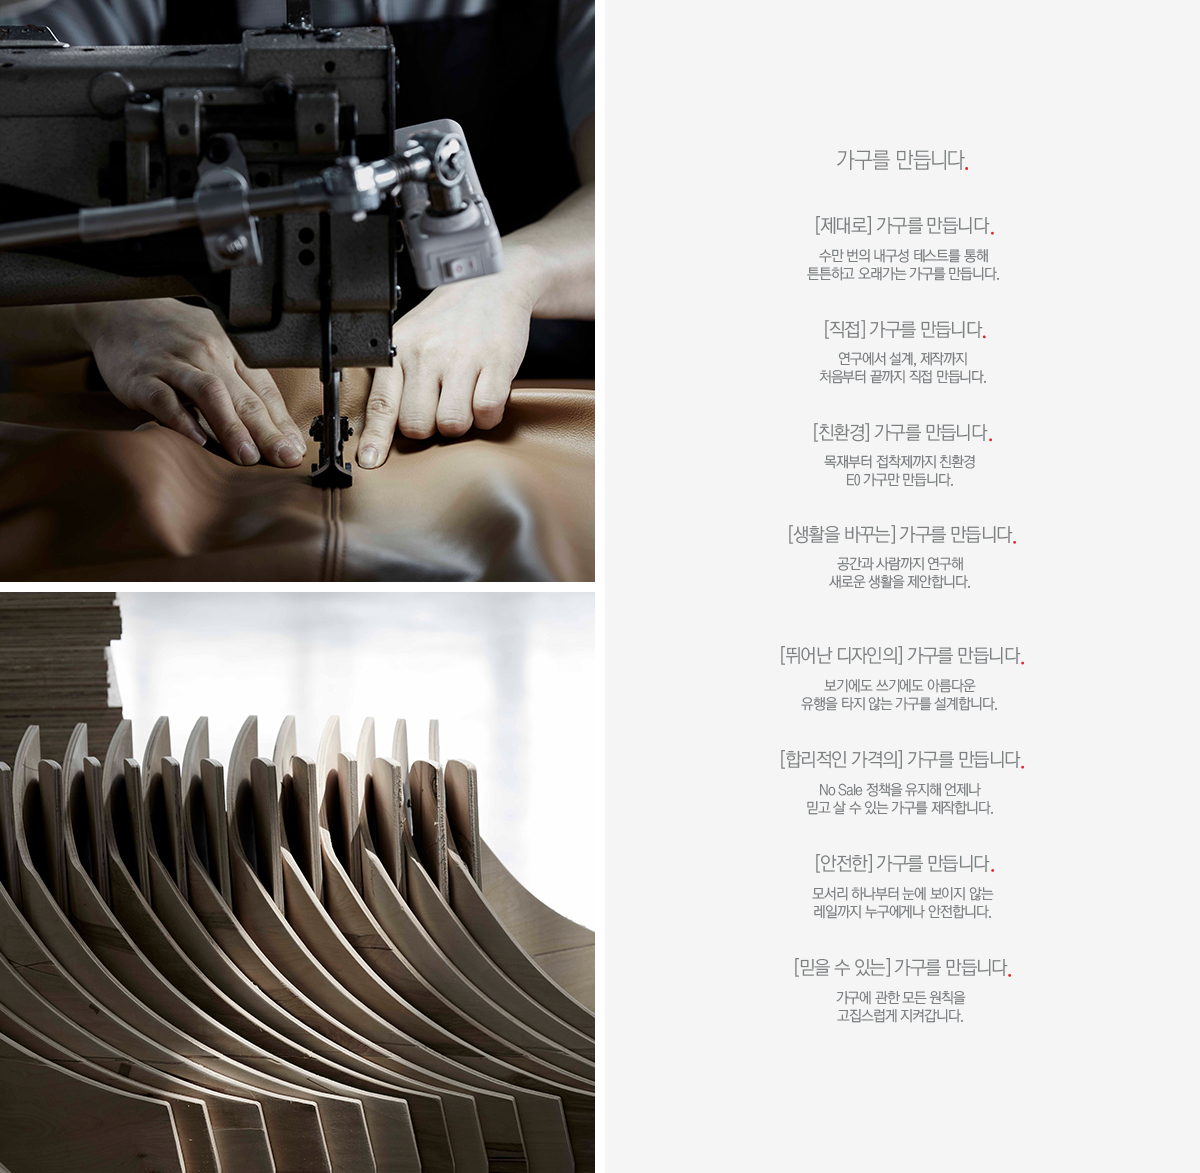 가구를 만듭니다.
[제대로] 가구를 만듭니다.
수만 번의 내구성 테스트를 통해
튼튼하고 오래가는 가구를 만듭니다.
[직접] 가구를 만듭니다.
연구에서 설계, 제작까지
처음부터 끝까지 직접 만듭니다.
[친환경] 가구를 만듭니다.
목재부터 접착제까지 친환경
E0 가구만 만듭니다.
[생활을 바꾸는] 가구를 만듭니다.
공간과 사람까지 연구해
새로운 생활을 제안합니다.
[뛰어난 디자인의] 가구를 만듭니다.
보기에도 쓰기에도 아름다운
유행을 타지 않는 가구를 설계합니다.
[합리적인 가격의] 가구를 만듭니다.
No Sale 정책을 유지해 언제나
믿고 살 수 있는 가구를 제작합니다.
[안전한] 가구를 만듭니다.
모서리 하나부터 눈에 보이지 않는
레일까지 누구에게나 안전합니다.
[믿을 수 있는] 가구를 만듭니다.
가구에 관한 모든 원칙을
고집스럽게 지켜갑니다.